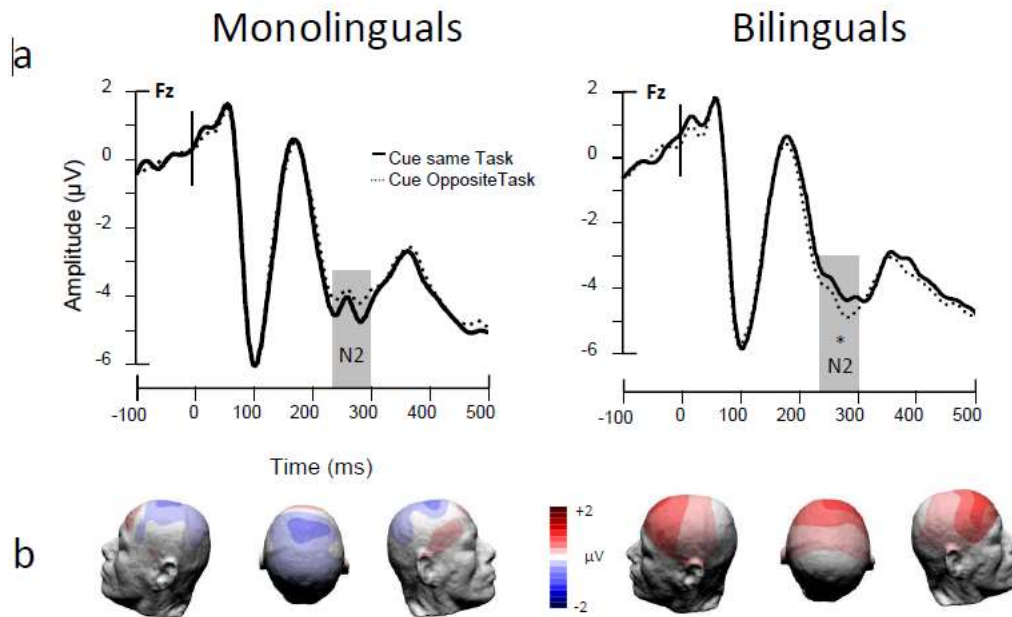 Monolinguals
Bilinguals
a
Fz
2
0
-2
-4
-6
Amplitude (µV)
Cue same Task
Cue OppositeTask
N2
-100 0 100 200 300 400 500
Time (ms)
Fz
2
0
-2
-4
-6
*
N2
-100 0 100 200 300 400 500
b
+2
µV
-2